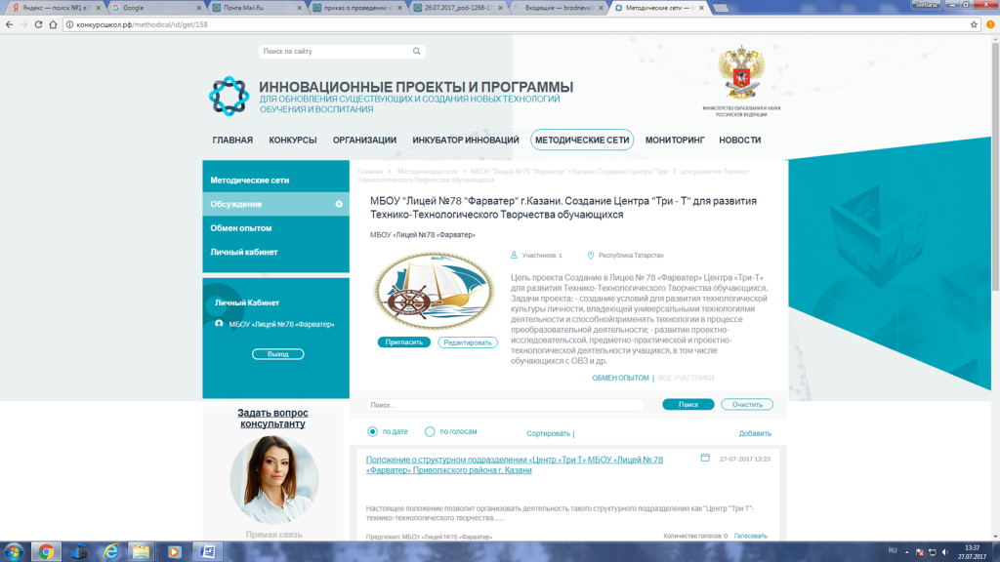 Яндекс — поиск №1 в Р
Google
Почта Mail.Ru
приказ о проведении м
26.07.2017_pod-1268-17
Входящие — brodneva@
Методические сети —
Svetlana
конкурсшкол.рф/methodical/id/get/158
Поиск по сайту
ИННОВАЦИОННЫЕ ПРОЕКТЫ И ПРОГРАММЫ
ДЛЯ ОБНОВЛЕНИЯ СУЩЕСТВУЮЩИХ И СОЗДАНИЯ НОВЫХ ТЕХНОЛОГИЙ
ОБУЧЕНИЯ И ВОСПИТАНИЯ
МИНИСТЕРСТВО ОБРАЗОВАНИЯ И НАУКИ
РОССИЙСКОЙ ФЕДЕРАЦИИ
ГЛАВНАЯ КОНКУРСЫ ОРГАНИЗАЦИИ ИНКУБАТОР ИННОВАЦИЙ МЕТОДИЧЕСКИЕ СЕТИ МОНИТОРИНГ НОВОСТИ
Методические сети
Обсуждение
Обмен опытом
Личный кабинет
Личный Кабинет
МБОУ «Лицей №78 «Фарватер»
Выход
Задать вопрос
консультанту
Прямая связь
Главная > Методические сети > МБОУ "Лицей №78 "Фарватер" г.Казани. Создание Центра "Три - Т" для развития Технико-
Технологического Творчества обучающихся
МБОУ "Лицей №78 "Фарватер" г.Казани. Создание Центра "Три - Т" для развития
Технико-Технологического Творчества обучающихся
МБОУ «Лицей №78 «Фарватер»
Участников: 1
Республика Татарстан
Цель проекта Создание в Лицее № 78 «Фарватер» Центра «Три-Т»
для развития Технико-Технологического Творчества обучающихся.
Задачи проекта: - создание условий для развития технологической
культуры личности, владеющей универсальными технологиями
деятельности и способнойприменять технологии в процессе
преобразовательной деятельности; - развитие проектно-
исследовательской, предметно-практической и проектно-
технологической деятельности учащихся, в том числе
обучающихся с ОВЗ и др.
Пригласить
Редактировать
ОБМЕН ОПЫТОМ | ВСЕ УЧАСТНИКИ
Поиск...
Поиск
Очистить
по дате
по голосам
Сортировать |
Добавить
Положение о структурном подразделении «Центр «Три Т» МБОУ «Лицей № 78
«Фарватер» Приволжского района г. Казани
27-07-2017 13:23
Настоящее положение позволит организовать деятельность такого структурного подразделения как "Центр "Три Т"-
технико-технологического творчества. . . .
Предложил: МБОУ «Лицей №78 «Фарватер»
Количество голосов: 0 Голосовать
RU
13:37
27.07.2017